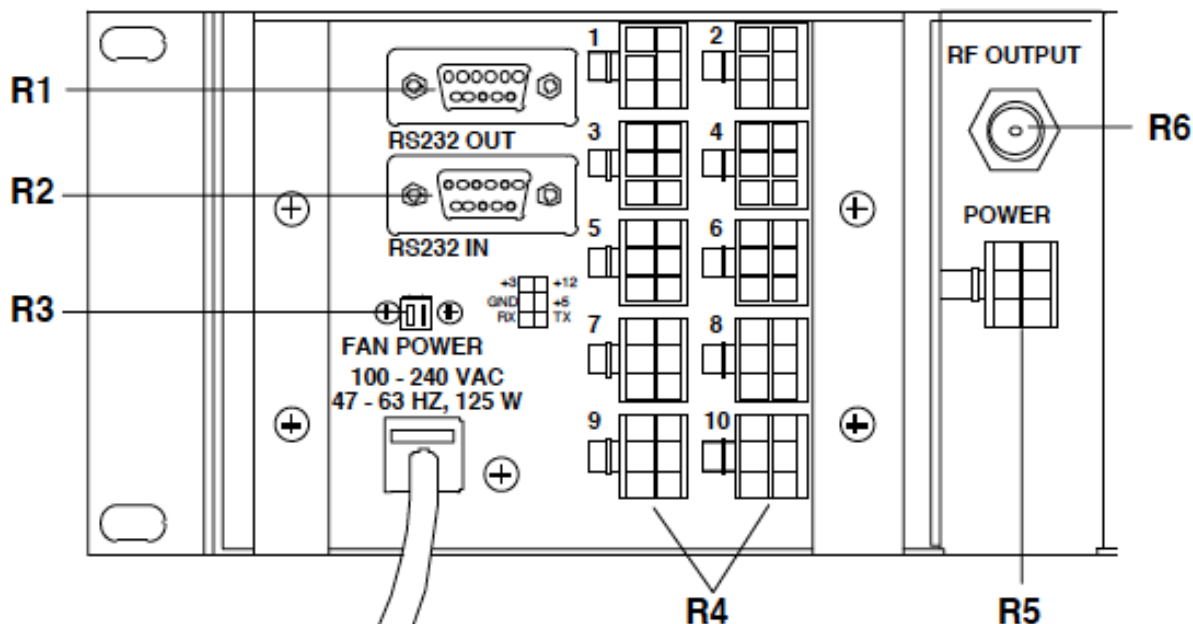 R1
R2
R3
RS232 OUT
RS232 IN
+3 +12
GND +5
RX TX
FAN POWER
100 - 240 VAC
47 - 63 HZ, 125 W
1 2
3 4
5 6
7 8
9 10
RF OUTPUT
R6
POWER
R4
R5